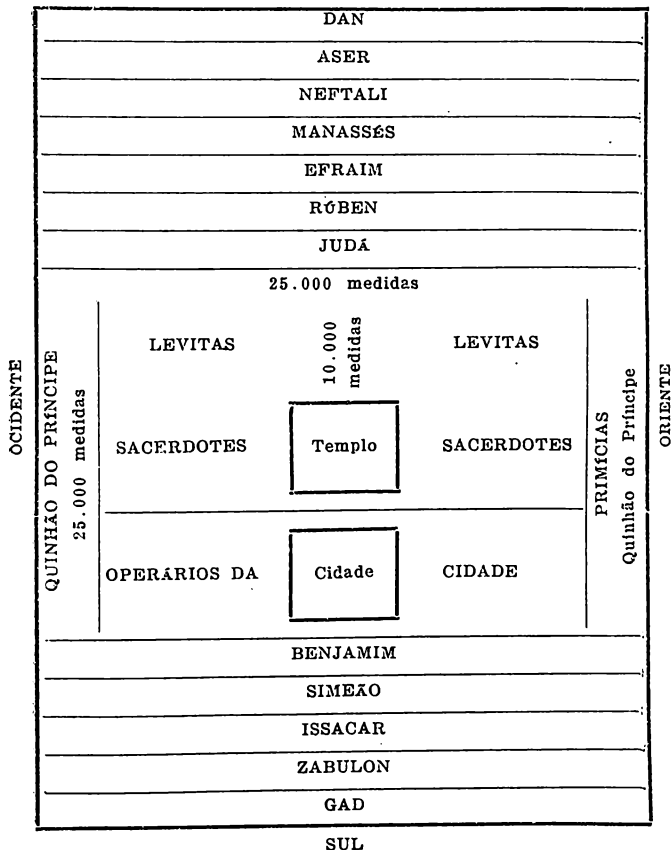 DAN
ASER
NEFTALI
MANASSÉS
EFRAIM
RÚBEN
JUDÁ
25.000 medidas
OCIDENTE
QUINHÃO DO PRÍNCIPE
25.000 medidas
LEVITAS
10.000
medidas
LEVITAS
SACERDOTES
Templo
SACERDOTES
OPERÁRIOS DA
Cidade
CIDADE
PRIMÍCIAS
Quinhão do Príncipe
ORIENTE
BENJAMIM
SIMEÃO
ISSACAR
ZABULON
GAD
SUL